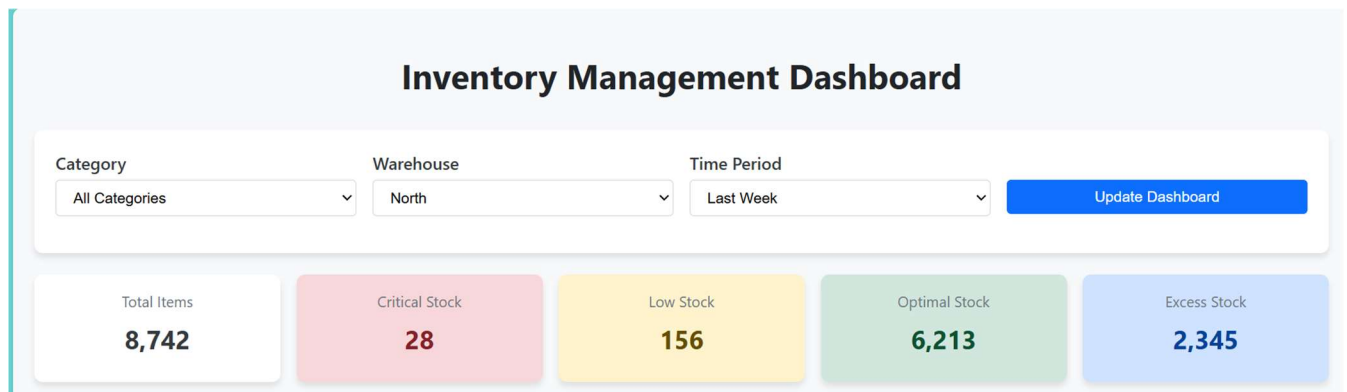 Inventory Management Dashboard
Category Warehouse Time Period
All Categories North Last Week Update Dashboard
Total Items Critical Stock Low Stock Optimal Stock Excess Stock
8,742 28 156 6,213 2,345